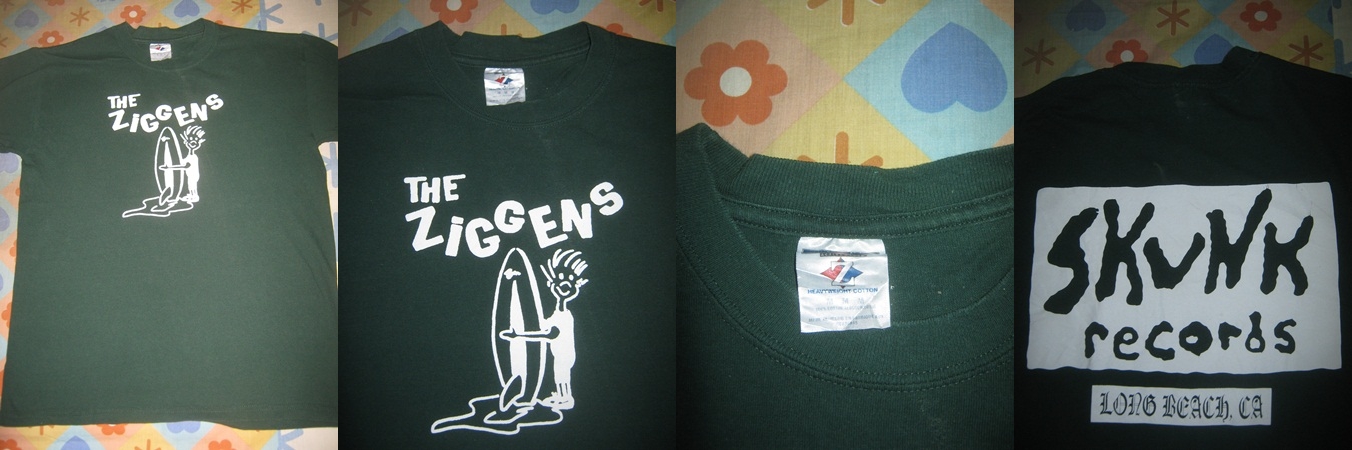 THE
ZIGGENS
THE
ZIGGENS
HEAVYWEIGHT COTTON
SKUNK
records
LONG BEACH, CA